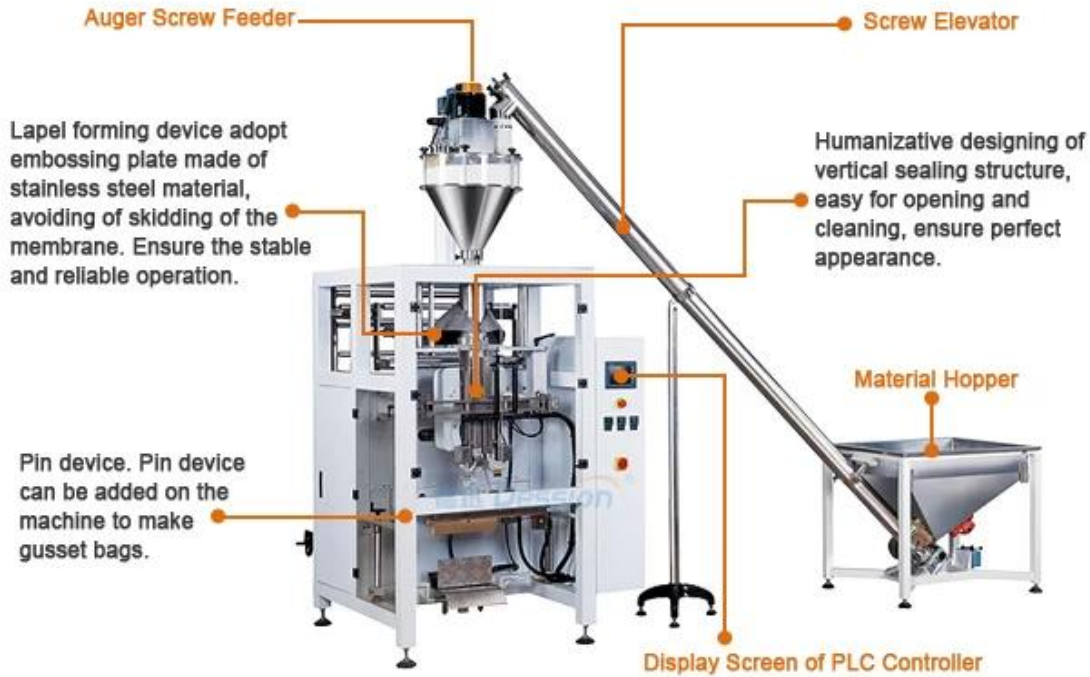 Auger Screw Feeder
Screw Elevator
Lapel forming device adopt
embossing plate made of
stainless steel material,
avoiding of skidding of the
membrane. Ensure the stable
and reliable operation.
Humanizative designing of
vertical sealing structure,
easy for opening and
cleaning, ensure perfect
appearance.
Material Hopper
Pin device. Pin device
can be added on the
machine to make
gusset bags.
Dession
Display Screen of PLC Controller